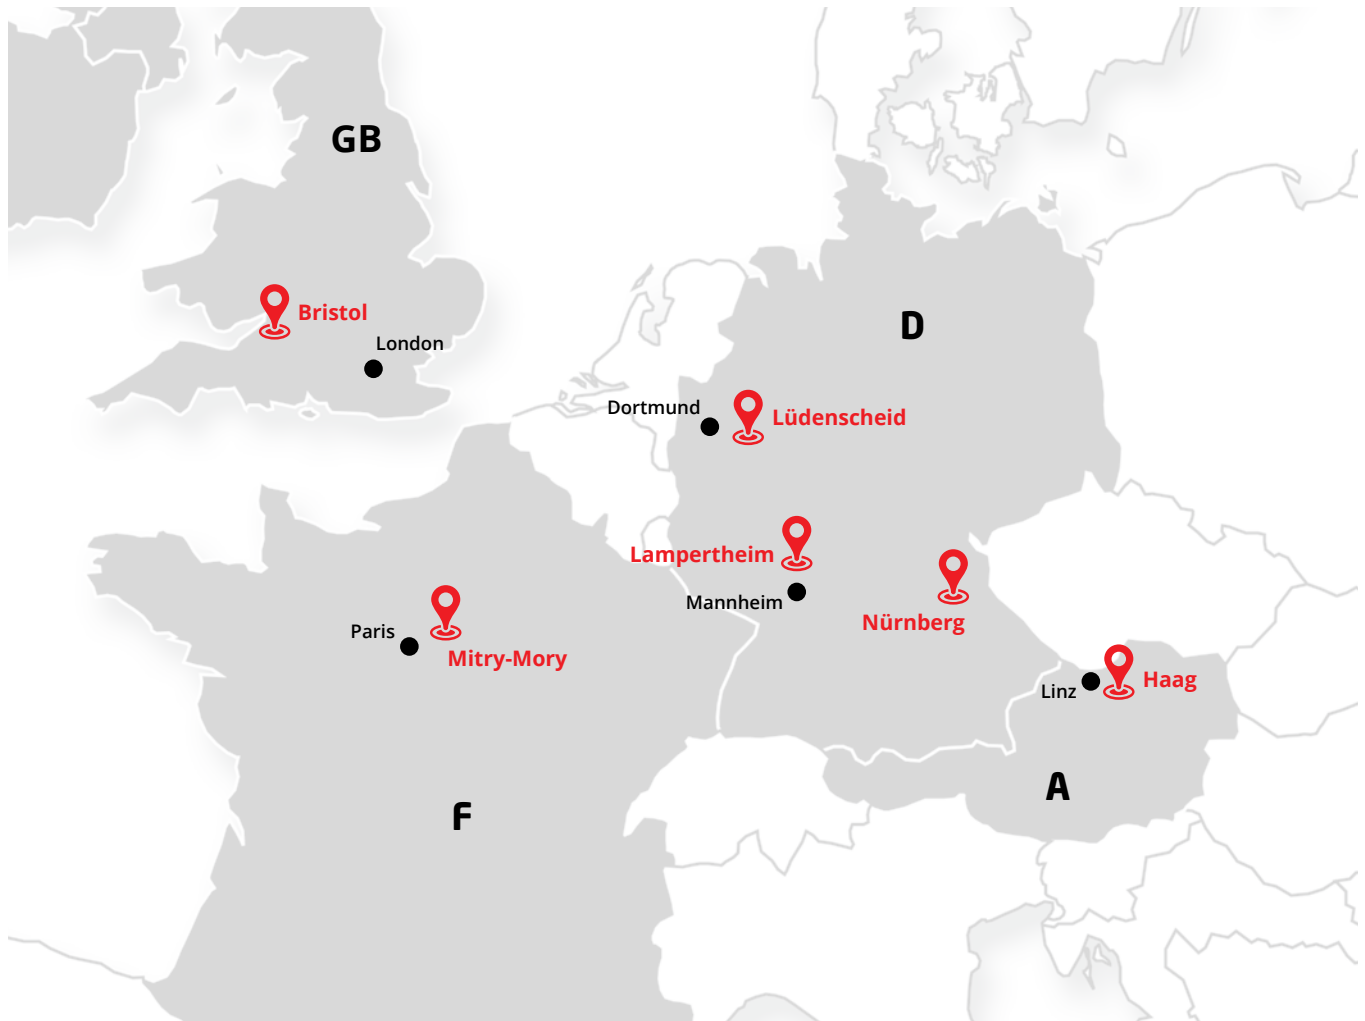 GB
Bristol
London
D
Dortmund
Lüdenscheid
Lampertheim
Mannheim
Nürnberg
Paris
Mitry-Mory
Linz
Haag
A
F